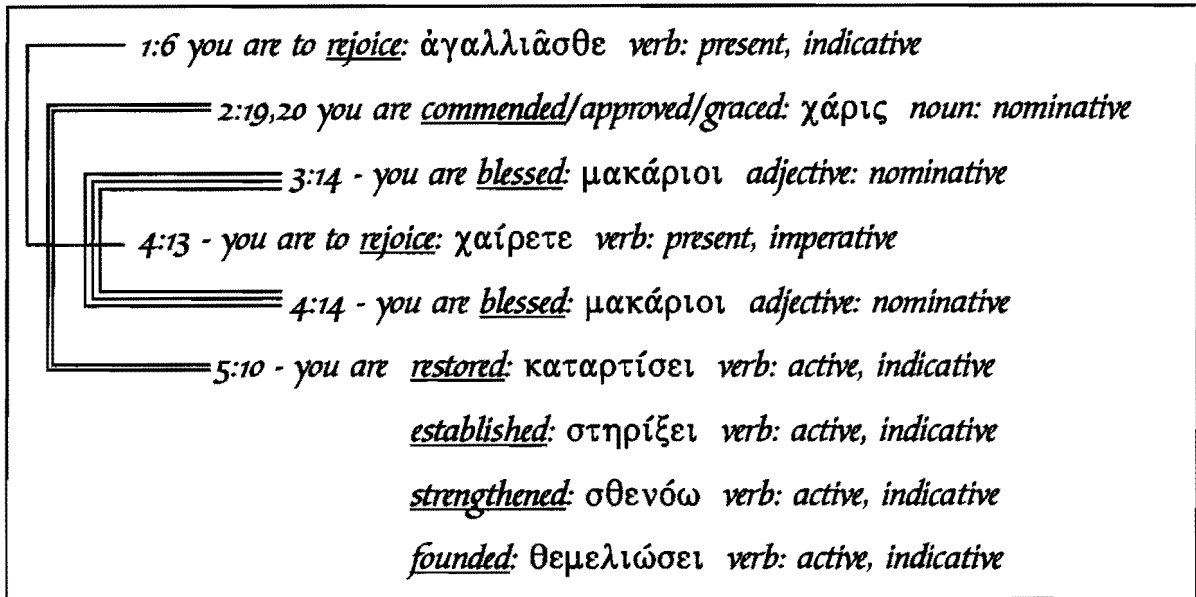 1:6 you are to rejoice: ἀγαλλιᾶσθε verb: present, indicative
2:19,20 you are commended/approved/graced: χάρις noun: nominative
3:14 - you are blessed: μακάριοι adjective: nominative
4:13 - you are to rejoice: χαίρετε verb: present, imperative
4:14 - you are blessed: μακάριοι adjective: nominative
5:10 - you are restored: καταρτίσει verb: active, indicative
established: στηρίξει verb: active, indicative
strengthened: σθενόω verb: active, indicative
founded: θεμελιώσει verb: active, indicative